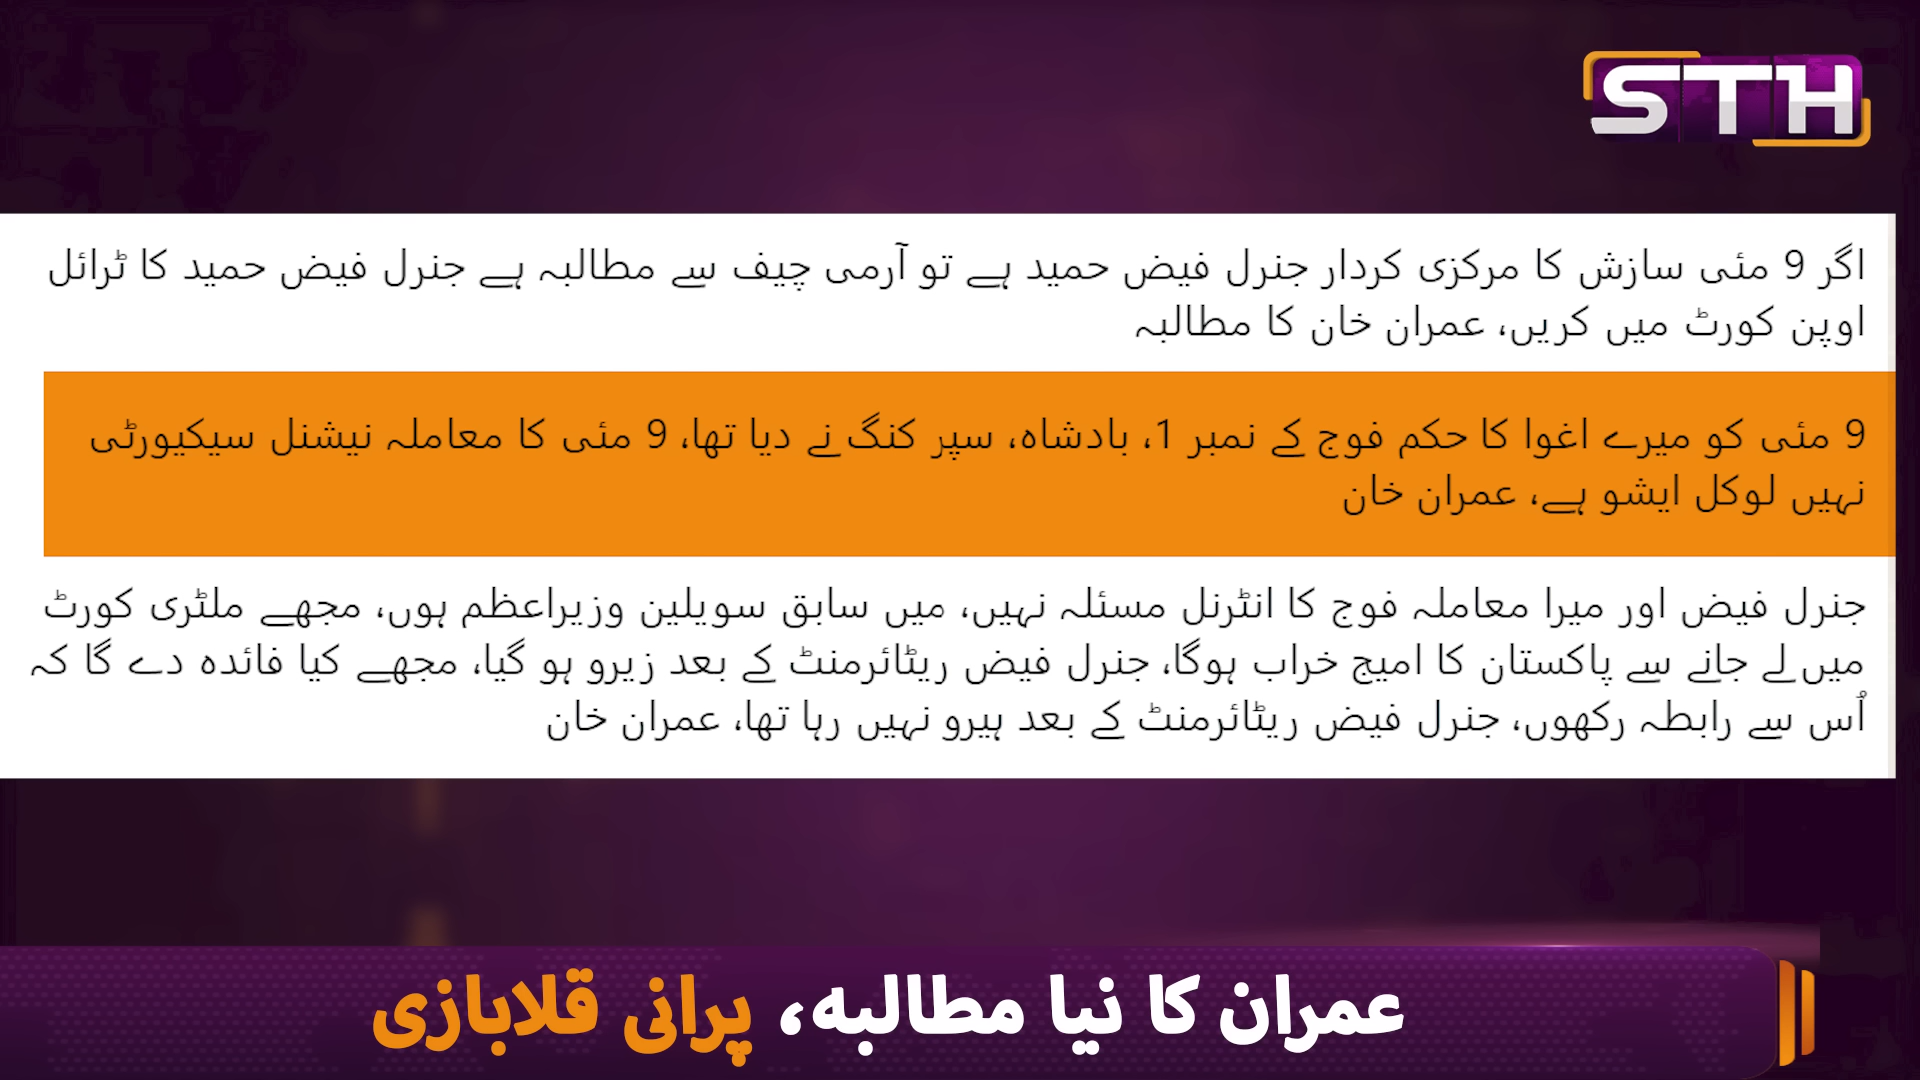 STH
اگر 9 مئی سازش کا مرکزی کردار جنرل فیض حمید ہے تو آرمی چیف سے مطالبہ ہے جنرل فیض حمید کا ٹرائل
اوپن کورٹ میں کریں، عمران خان کا مطالبہ
9 مئی کو میرے اغوا کا حکم فوج کے نمبر 1، بادشاہ، سپر کنگ نے دیا تھا، 9 مئی کا معاملہ نیشنل سیکیورٹی
نہیں لوکل ایشو ہے، عمران خان
جنرل فیض اور میرا معاملہ فوج کا انٹرنل مسئلہ نہیں، میں سابق سویلین وزیراعظم ہوں، مجھے ملٹری کورٹ
میں لے جانے سے پاکستان کا امیج خراب ہوگا، جنرل فیض ریٹائرمنٹ کے بعد زیرو ہو گیا، مجھے کیا فائدہ دے گا کہ
اُس سے رابطہ رکھوں، جنرل فیض ریٹائرمنٹ کے بعد ہیرو نہیں رہا تھا، عمران خان
عمران کا نیا مطالبہ، پرانی قلابازی